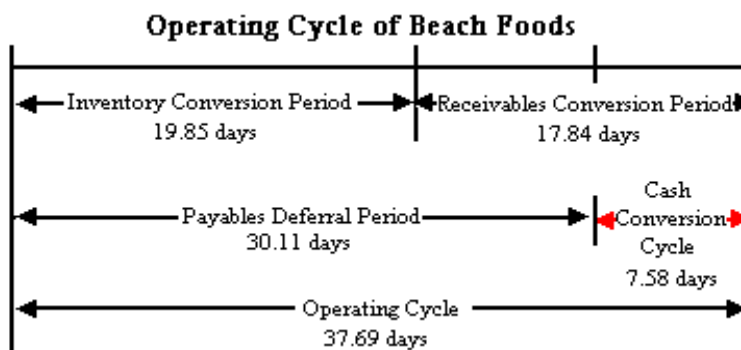 Operating Cycle of Beach Foods
Inventory Conversion Period
19.85 days
Receivables Conversion Period
17.84 days
Payables Deferral Period
30.11 days
Cash
Conversion
Cycle
7.58 days
Operating Cycle
37.69 days